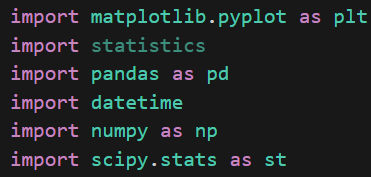 import matplotlib.pyplot as plt
import statistics
import pandas as pd
import datetime
import numpy as np
import scipy.stats as st